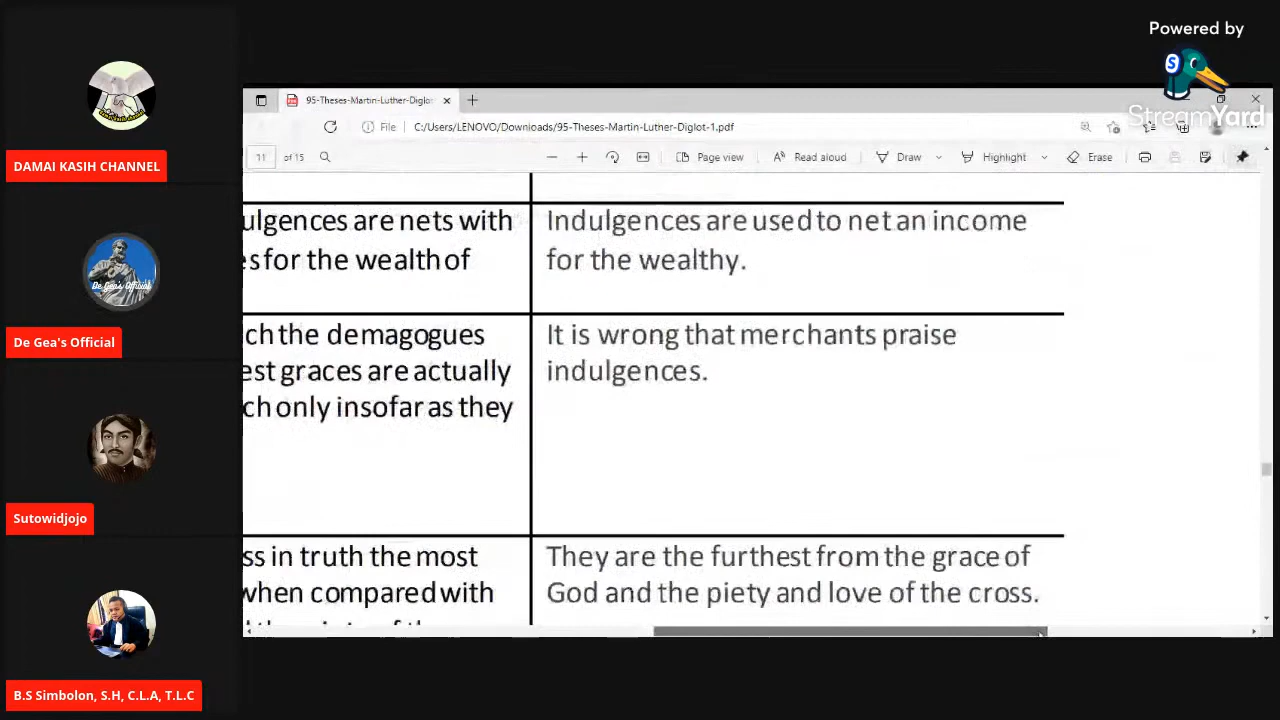 Powered by
StreamYard
DAMAI KASIH CHANNEL
De Gea's Official
De Gea's Official
Sutowidjojo
B.S Simbolon, S.H, C.L.A, T.L.C
95-Theses-Martin-Luther-Diglot
File C:/Users/LENOVO/Downloads/95-Theses-Martin-Luther-Diglot-1.pdf
11 of 15 Page view Read aloud Draw Highlight Erase
ulgences are nets with
es for the wealth of
Indulgences are used to net an income
for the wealthy.
ch the demagogues
est graces are actually
ch only insofar as they
It is wrong that merchants praise
indulgences.
ss in truth the most
when compared with
They are the furthest from the grace of
God and the piety and love of the cross.